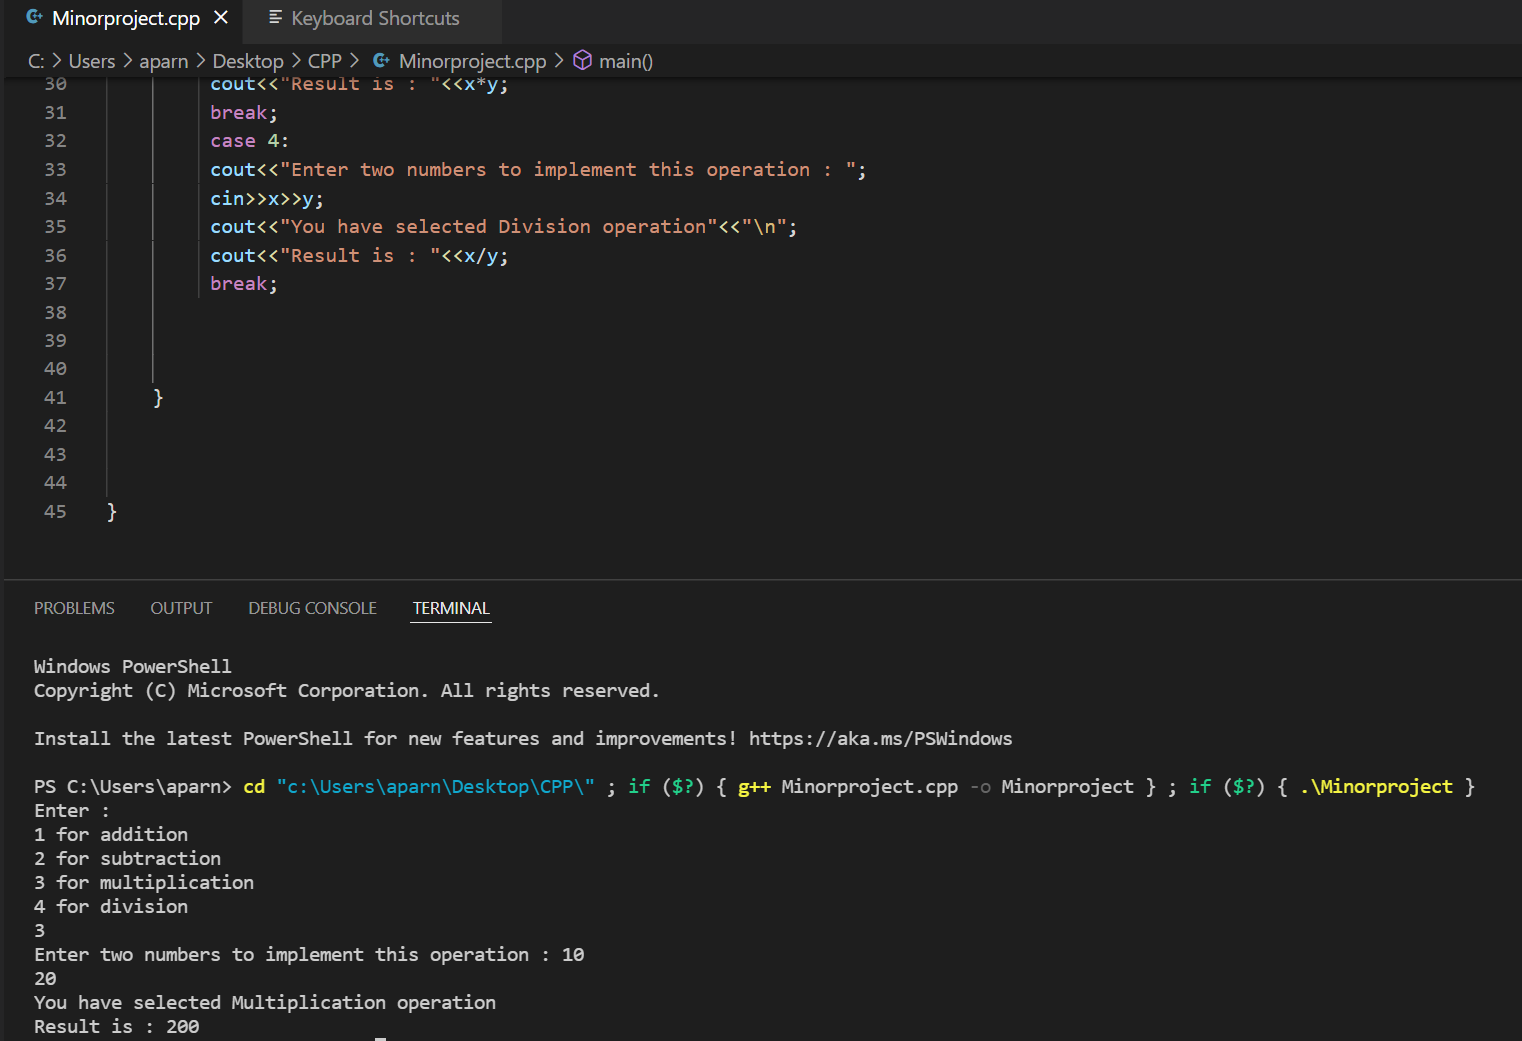 Minorproject.cpp
Keyboard Shortcuts
C: > Users > aparn > Desktop > CPP > Minorproject.cpp > main()
30 cout<<"Result is : "<<x*y;
31 break;
32 case 4:
33 cout<<"Enter two numbers to implement this operation : ";
34 cin>>x>>y;
35 cout<<"You have selected Division operation"<<"\n";
36 cout<<"Result is : "<<x/y;
37 break;
38
39
40
41 }
42
43
44
45 }
PROBLEMS OUTPUT DEBUG CONSOLE TERMINAL
Windows PowerShell
Copyright (C) Microsoft Corporation. All rights reserved.
Install the latest PowerShell for new features and improvements! https://aka.ms/PSWindows
PS C:\Users\aparn> cd "c:\Users\aparn\Desktop\CPP\" ; if ($?) { g++ Minorproject.cpp -o Minorproject } ; if ($?) { .\Minorproject }
Enter :
1 for addition
2 for subtraction
3 for multiplication
4 for division
3
Enter two numbers to implement this operation : 10
20
You have selected Multiplication operation
Result is : 200